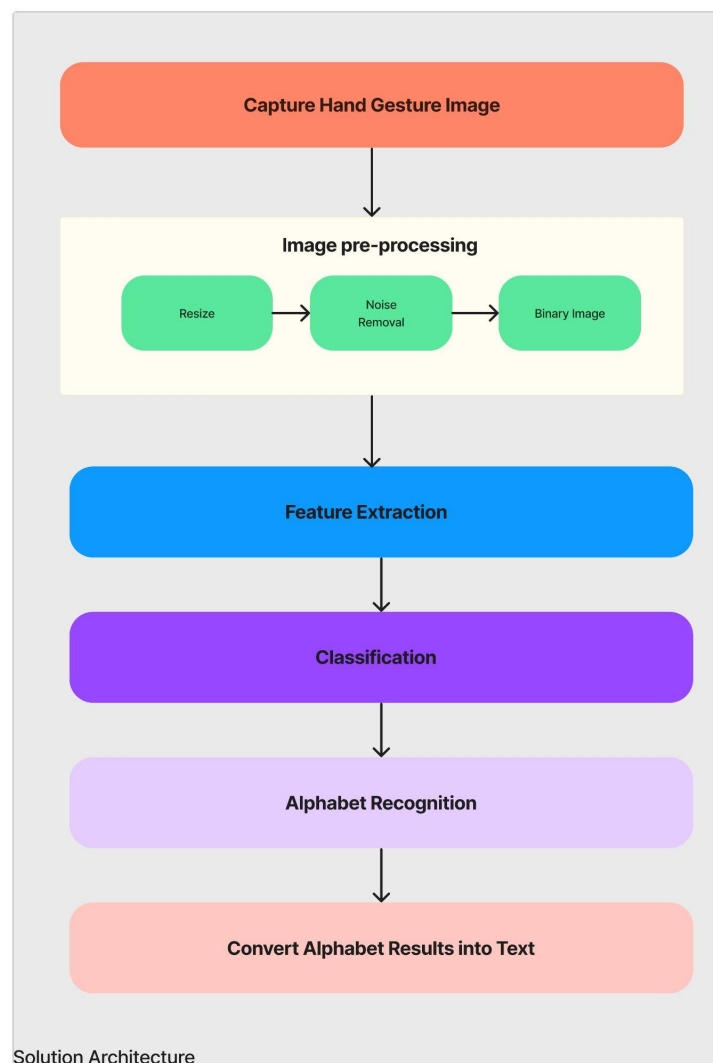 Capture Hand Gesture Image
Image pre-processing
Resize
Noise
Removal
Binary Image
Feature Extraction
Classification
Alphabet Recognition
Convert Alphabet Results into Text
Solution Architecture